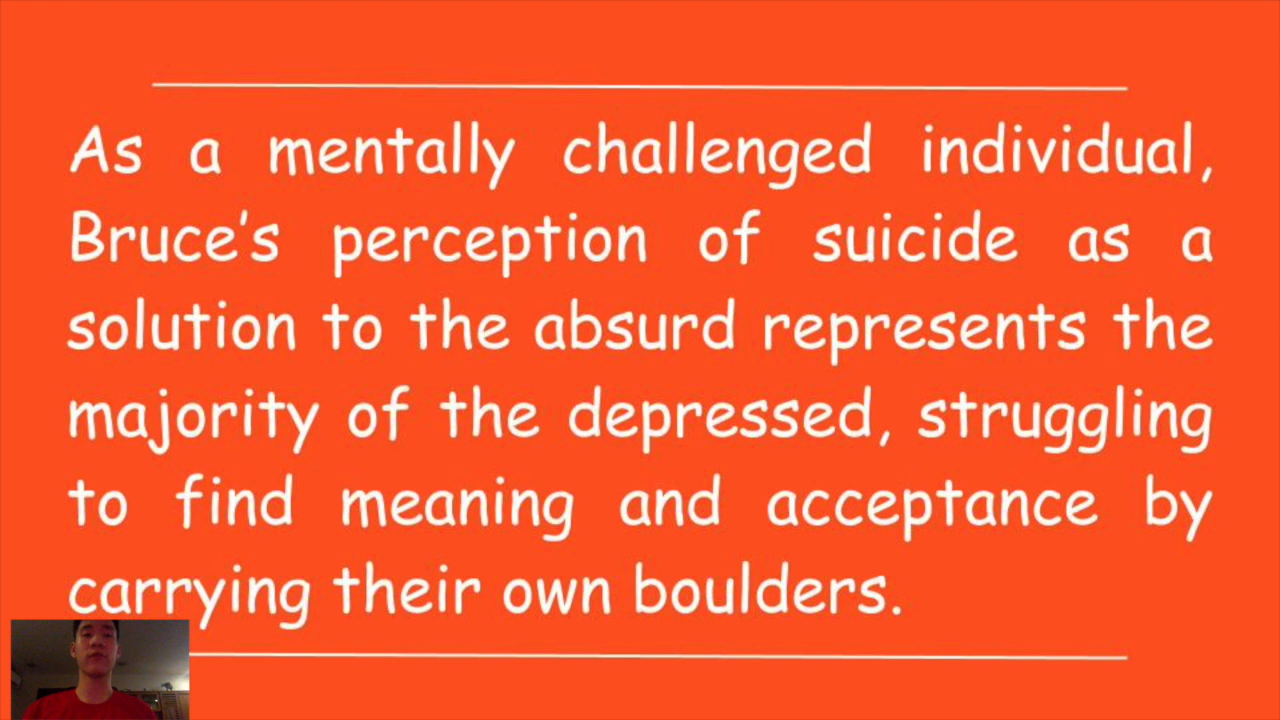 As a mentally challenged individual,
Bruce’s perception of suicide as a
solution to the absurd represents the
majority of the depressed, struggling
to find meaning and acceptance by
carrying their own boulders.